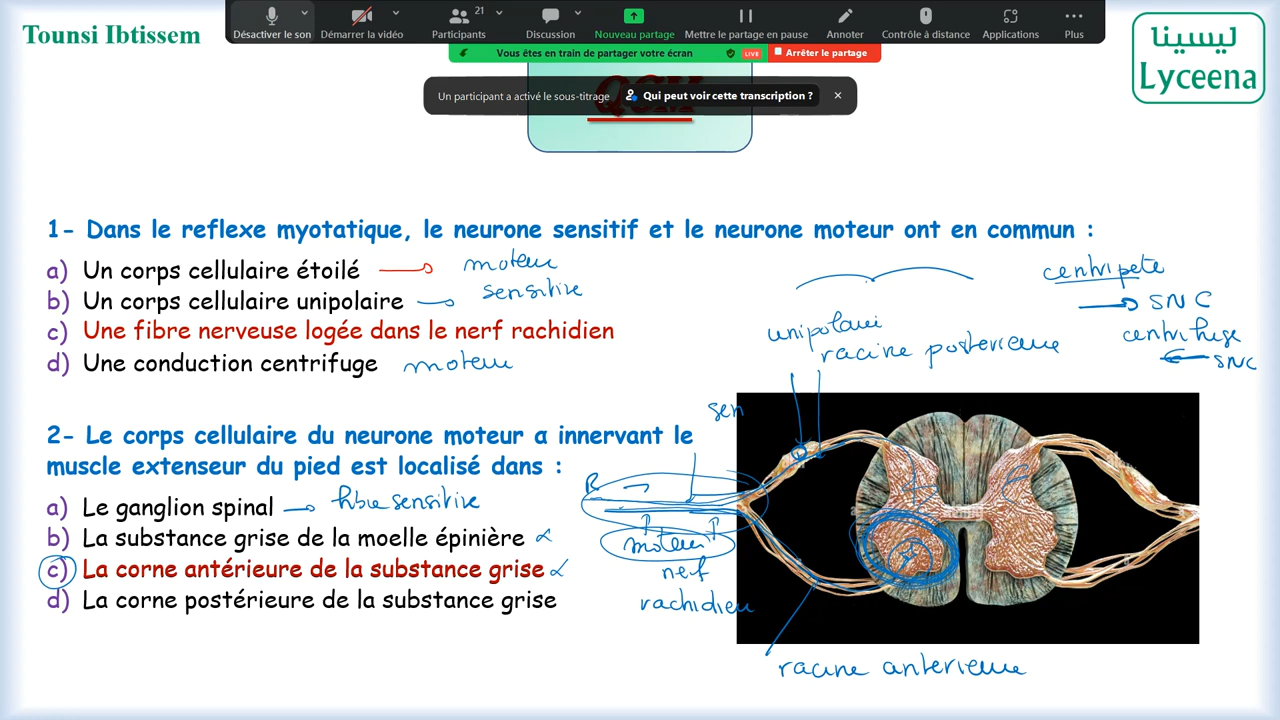 Tounsi Ibtissem
Désactiver le son
Démarrer la vidéo
Participants
21
Discussion
Nouveau partage
Mettre le partage en pause
Annoter
Contrôle à distance
Applications
Plus
Vous êtes en train de partager votre écran
LIVE
Arrêter le partage
Un participant a activé le sous-titrage
Qui peut voir cette transcription ?
ليسينا
Lyceena
1- Dans le reflexe myotatique, le neurone sensitif et le neurone moteur ont en commun :
a) Un corps cellulaire étoilé
moteur
b) Un corps cellulaire unipolaire
sensitive
c) Une fibre nerveuse logée dans le nerf rachidien
d) Une conduction centrifuge
moteur
centripete
SNC
centrifuge
SNC
unipolaire
racine posterieure
sen
2- Le corps cellulaire du neurone moteur α innervant le
muscle extenseur du pied est localisé dans :
a) Le ganglion spinal
fibre sensitive
b) La substance grise de la moelle épinière
α
c) La corne antérieure de la substance grise
α
d) La corne postérieure de la substance grise
moteur
nerf
rachidien
racine anterieure